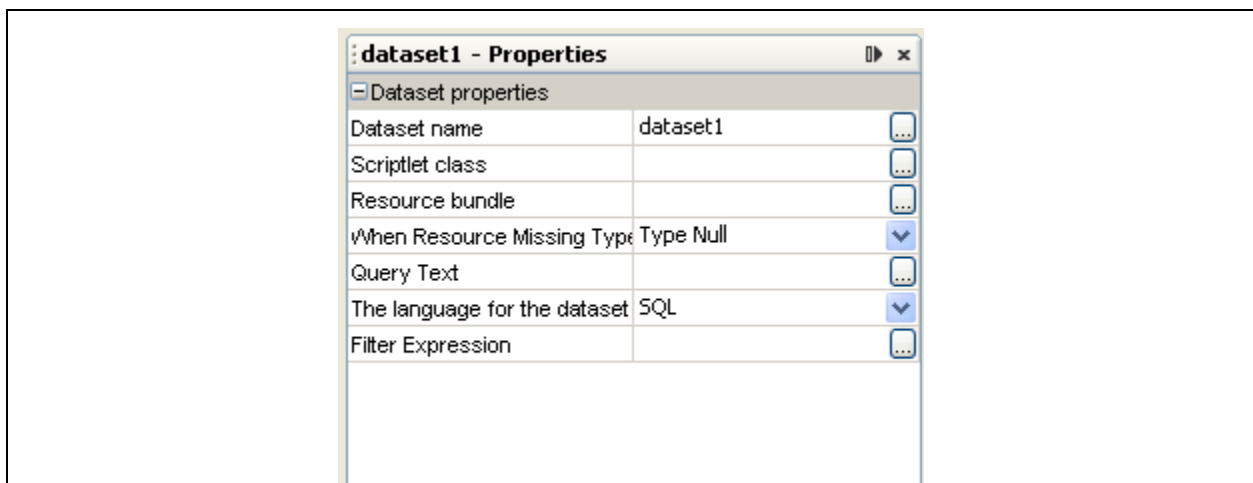 dataset1 - Properties
Dataset properties
Dataset name dataset1 ...
Scriptlet class ...
Resource bundle ...
When Resource Missing Type Type Null
Query Text ...
The language for the dataset SQL
Filter Expression ...